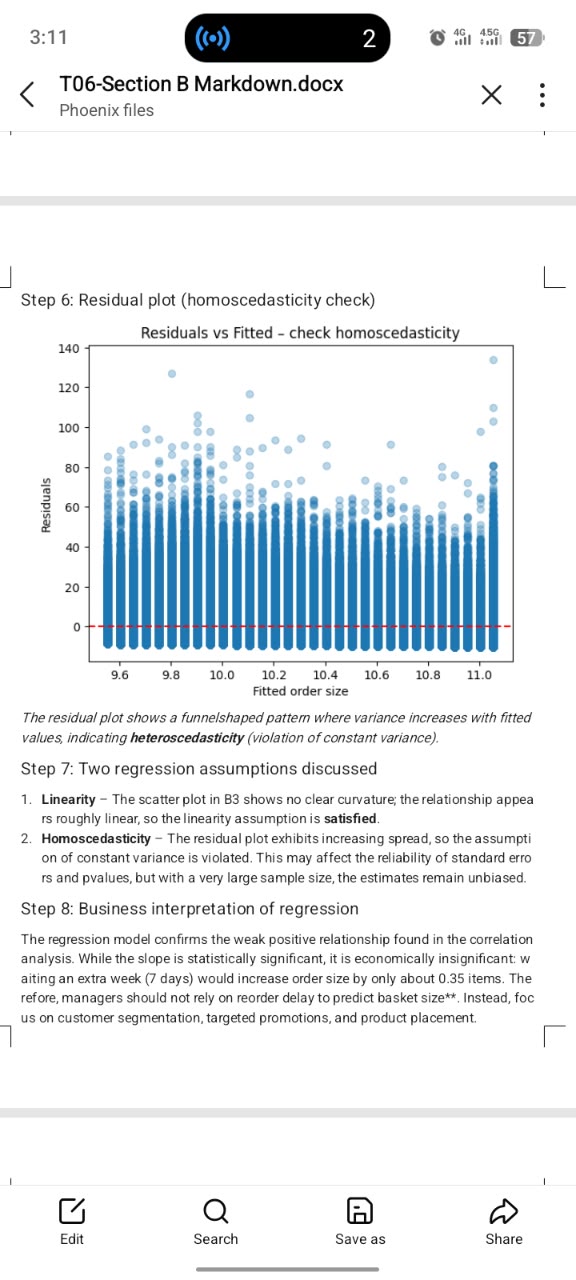 3:11
2
4G
4.5G
57
T06-Section B Markdown.docx
Phoenix files
Step 6: Residual plot (homoscedasticity check)
Residuals vs Fitted – check homoscedasticity
140
120
100
80
60
40
20
0
Residuals
9.6 9.8 10.0 10.2 10.4 10.6 10.8 11.0
Fitted order size
The residual plot shows a funnelshaped pattern where variance increases with fitted
values, indicating heteroscedasticity (violation of constant variance).
Step 7: Two regression assumptions discussed
1. Linearity – The scatter plot in B3 shows no clear curvature; the relationship appea
rs roughly linear, so the linearity assumption is satisfied.
2. Homoscedasticity – The residual plot exhibits increasing spread, so the assumpti
on of constant variance is violated. This may affect the reliability of standard erro
rs and pvalues, but with a very large sample size, the estimates remain unbiased.
Step 8: Business interpretation of regression
The regression model confirms the weak positive relationship found in the correlation
analysis. While the slope is statistically significant, it is economically insignificant: w
aiting an extra week (7 days) would increase order size by only about 0.35 items. The
refore, managers should not rely on reorder delay to predict basket size**. Instead, foc
us on customer segmentation, targeted promotions, and product placement.
Edit
Search
Save as
Share